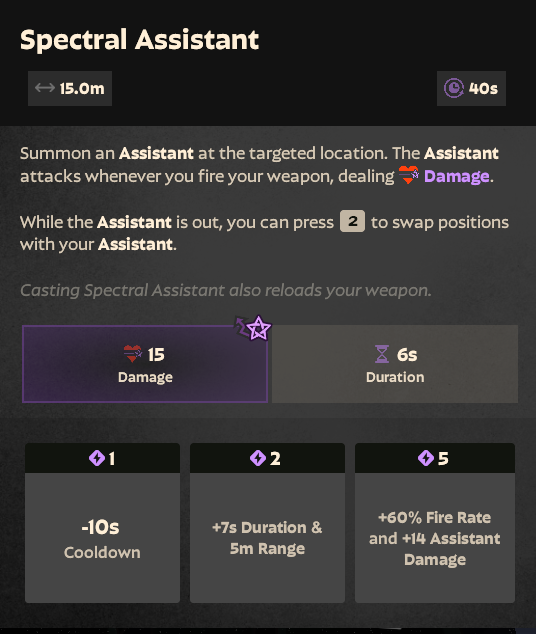 Spectral Assistant
15.0m
40s
Summon an Assistant at the targeted location. The Assistant
attacks whenever you fire your weapon, dealing Damage.
While the Assistant is out, you can press 2 to swap positions
with your Assistant.
Casting Spectral Assistant also reloads your weapon.
15
Damage
6s
Duration
1
-10s
Cooldown
2
+7s Duration &
5m Range
5
+60% Fire Rate
and +14 Assistant
Damage